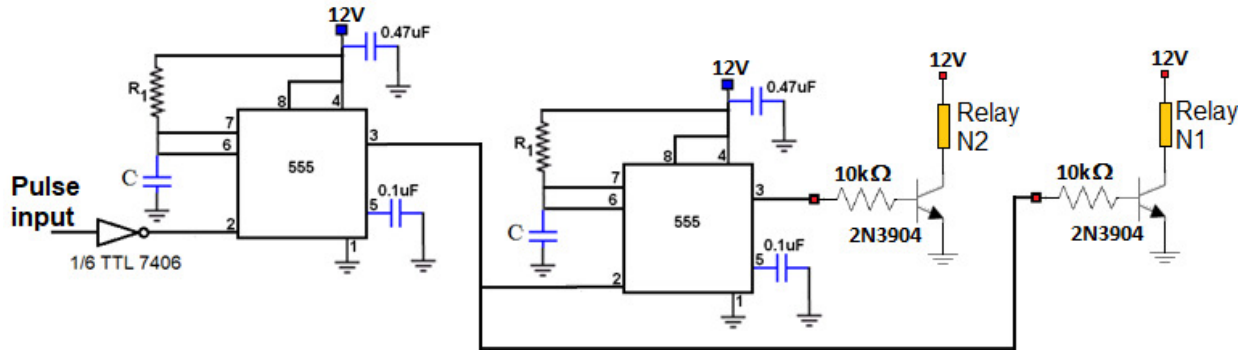 12V
0.47uF
R1
8
4
7
6
3
555
C
Pulse
input
2
5
0.1uF
1
1/6 TTL 7406
12V
0.47uF
R1
8
4
7
6
3
555
C
2
5
0.1uF
1
12V
Relay
N2
10kΩ
2N3904
12V
Relay
N1
10kΩ
2N3904